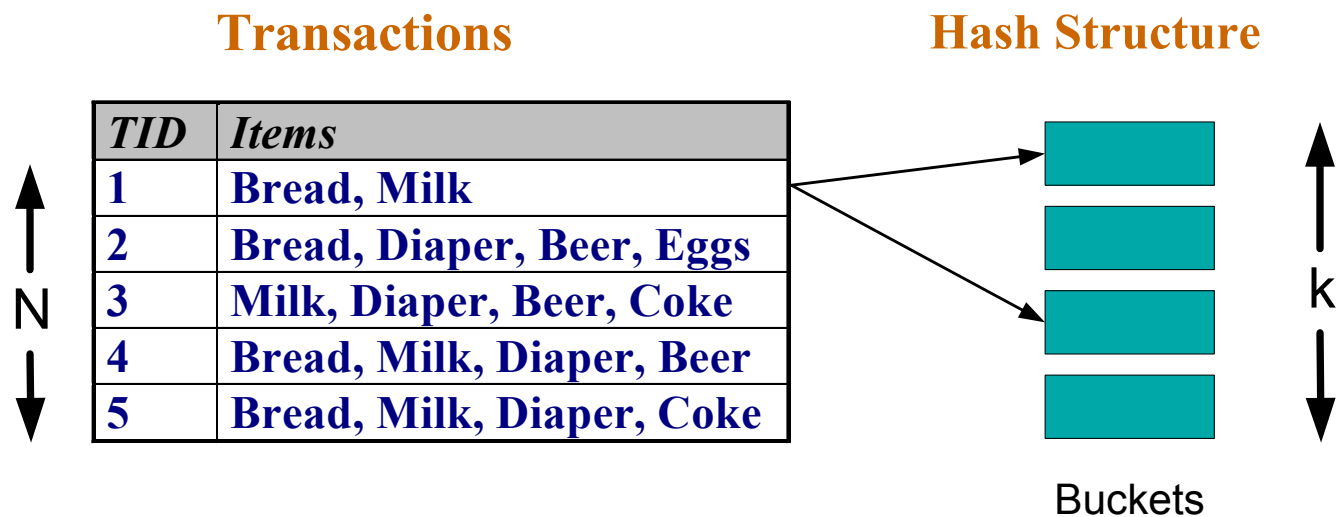 Transactions
Hash Structure
TID Items
1 Bread, Milk
2 Bread, Diaper, Beer, Eggs
3 Milk, Diaper, Beer, Coke
4 Bread, Milk, Diaper, Beer
5 Bread, Milk, Diaper, Coke
N
k
Buckets